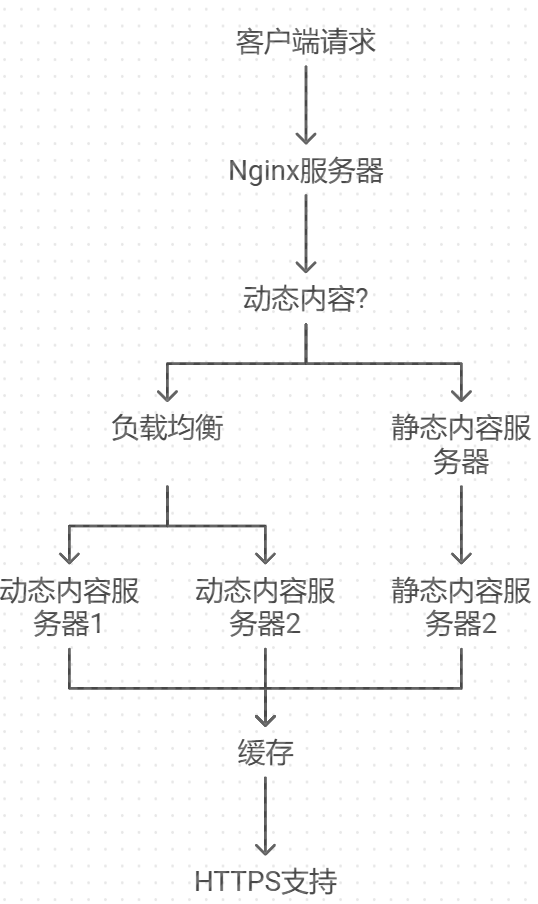 客户端请求
Nginx服务器
动态内容?
负载均衡
静态内容服
务器
动态内容服
务器1
动态内容服
务器2
静态内容服
务器2
缓存
HTTPS支持